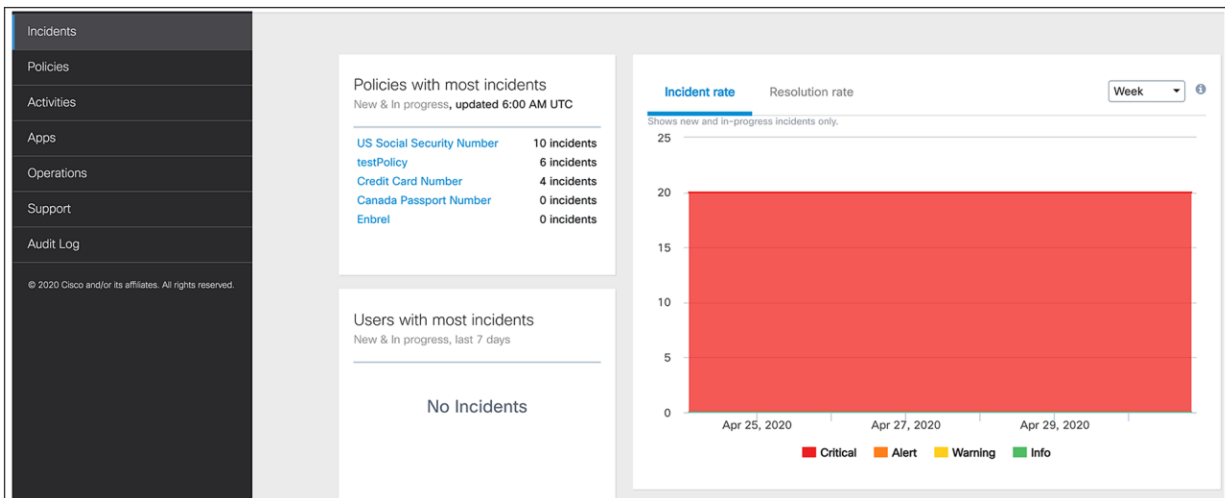 Incidents
Policies
Activities
Apps
Operations
Support
Audit Log
© 2020 Cisco and/or its affiliates. All rights reserved.
Policies with most incidents
New & In progress, updated 6:00 AM UTC
US Social Security Number 10 incidents
testPolicy 6 incidents
Credit Card Number 4 incidents
Canada Passport Number 0 incidents
Enbrel 0 incidents
Users with most incidents
New & In progress, last 7 days
No Incidents
Incident rate Resolution rate Week
Shows new and in-progress incidents only.
25
20
15
10
5
0
Apr 25, 2020 Apr 27, 2020 Apr 29, 2020
Critical Alert Warning Info